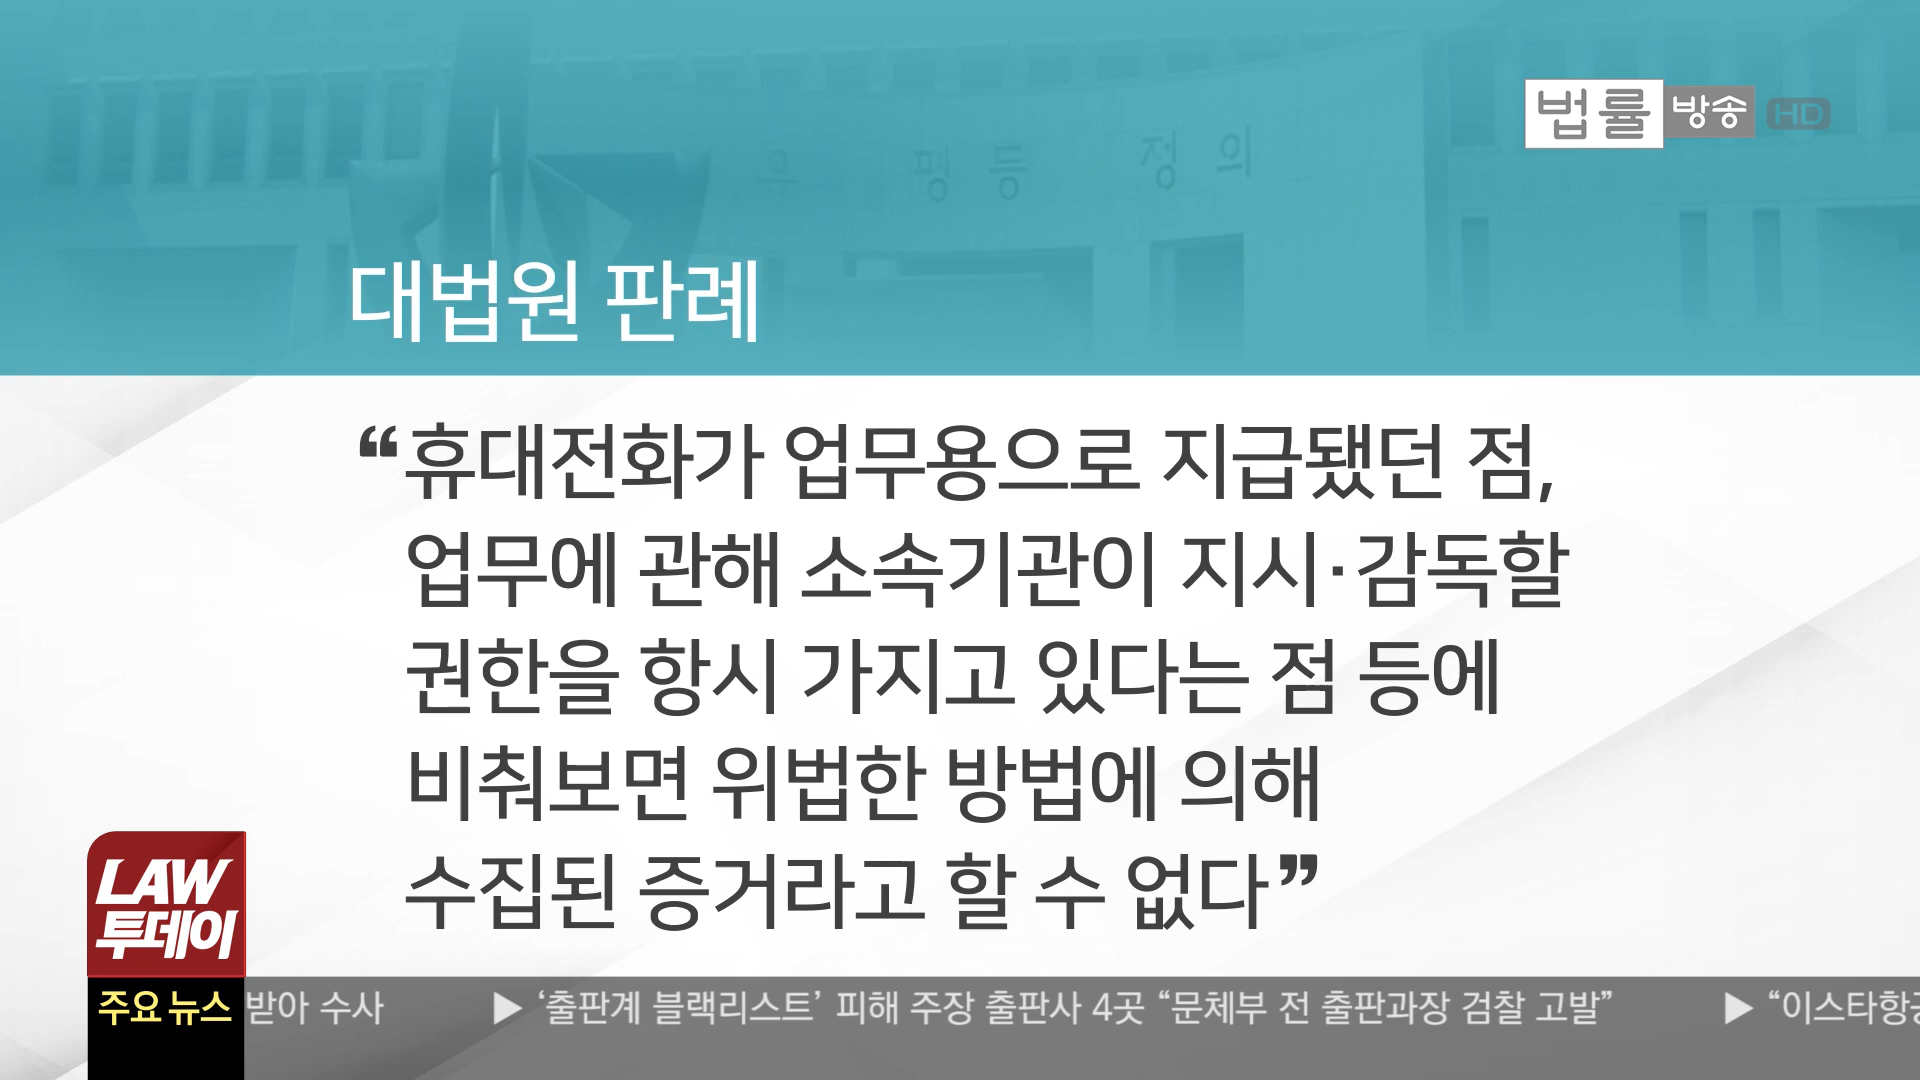 법률방송 HD
유 평등 정의
대법원 판례
“휴대전화가 업무용으로 지급됐던 점,
업무에 관해 소속기관이 지시·감독할
권한을 항시 가지고 있다는 점 등에
비춰보면 위법한 방법에 의해
수집된 증거라고 할 수 없다”
LAW
투데이
주요 뉴스 받아 수사 ▶ ‘출판계 블랙리스트’ 피해 주장 출판사 4곳 “문체부 전 출판과장 검찰 고발” ▶ “이스타항공